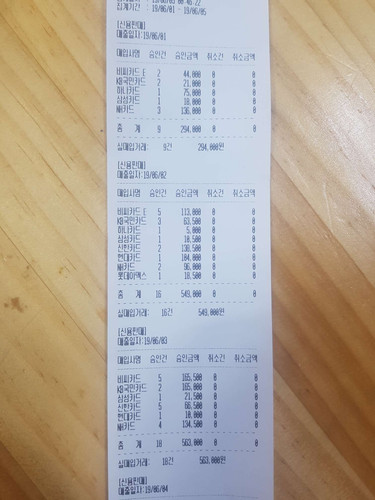 집계기간 : 19/06/01 - 19/06/05
[신용판매]
매출일자:19/06/01
매입사명 승인건 승인금액 취소건 취소금액
비씨카드 E 2 44,000 0 0
KB국민카드 2 21,000 0 0
하나카드 1 75,000 0 0
삼성카드 1 18,000 0 0
NH카드 3 136,000 0 0
총 계 9 294,000 0 0
실매입거래: 9건 294,000원
[신용판매]
매출일자:19/06/02
매입사명 승인건 승인금액 취소건 취소금액
비씨카드 E 5 113,000 0 0
KB국민카드 3 63,500 0 0
하나카드 1 5,000 0 0
삼성카드 1 10,500 0 0
신한카드 2 138,500 0 0
현대카드 1 104,000 0 0
NH카드 2 96,000 0 0
롯데아멕스 1 18,500 0 0
총 계 16 549,000 0 0
실매입거래: 16건 549,000원
[신용판매]
매출일자:19/06/03
매입사명 승인건 승인금액 취소건 취소금액
비씨카드 5 165,500 0 0
KB국민카드 2 165,000 0 0
삼성카드 1 21,500 0 0
신한카드 5 66,500 0 0
현대카드 1 10,000 0 0
NH카드 4 134,500 0 0
총 계 18 563,000 0 0
실매입거래: 18건 563,000원
[신용판매]
매출일자:19/06/04